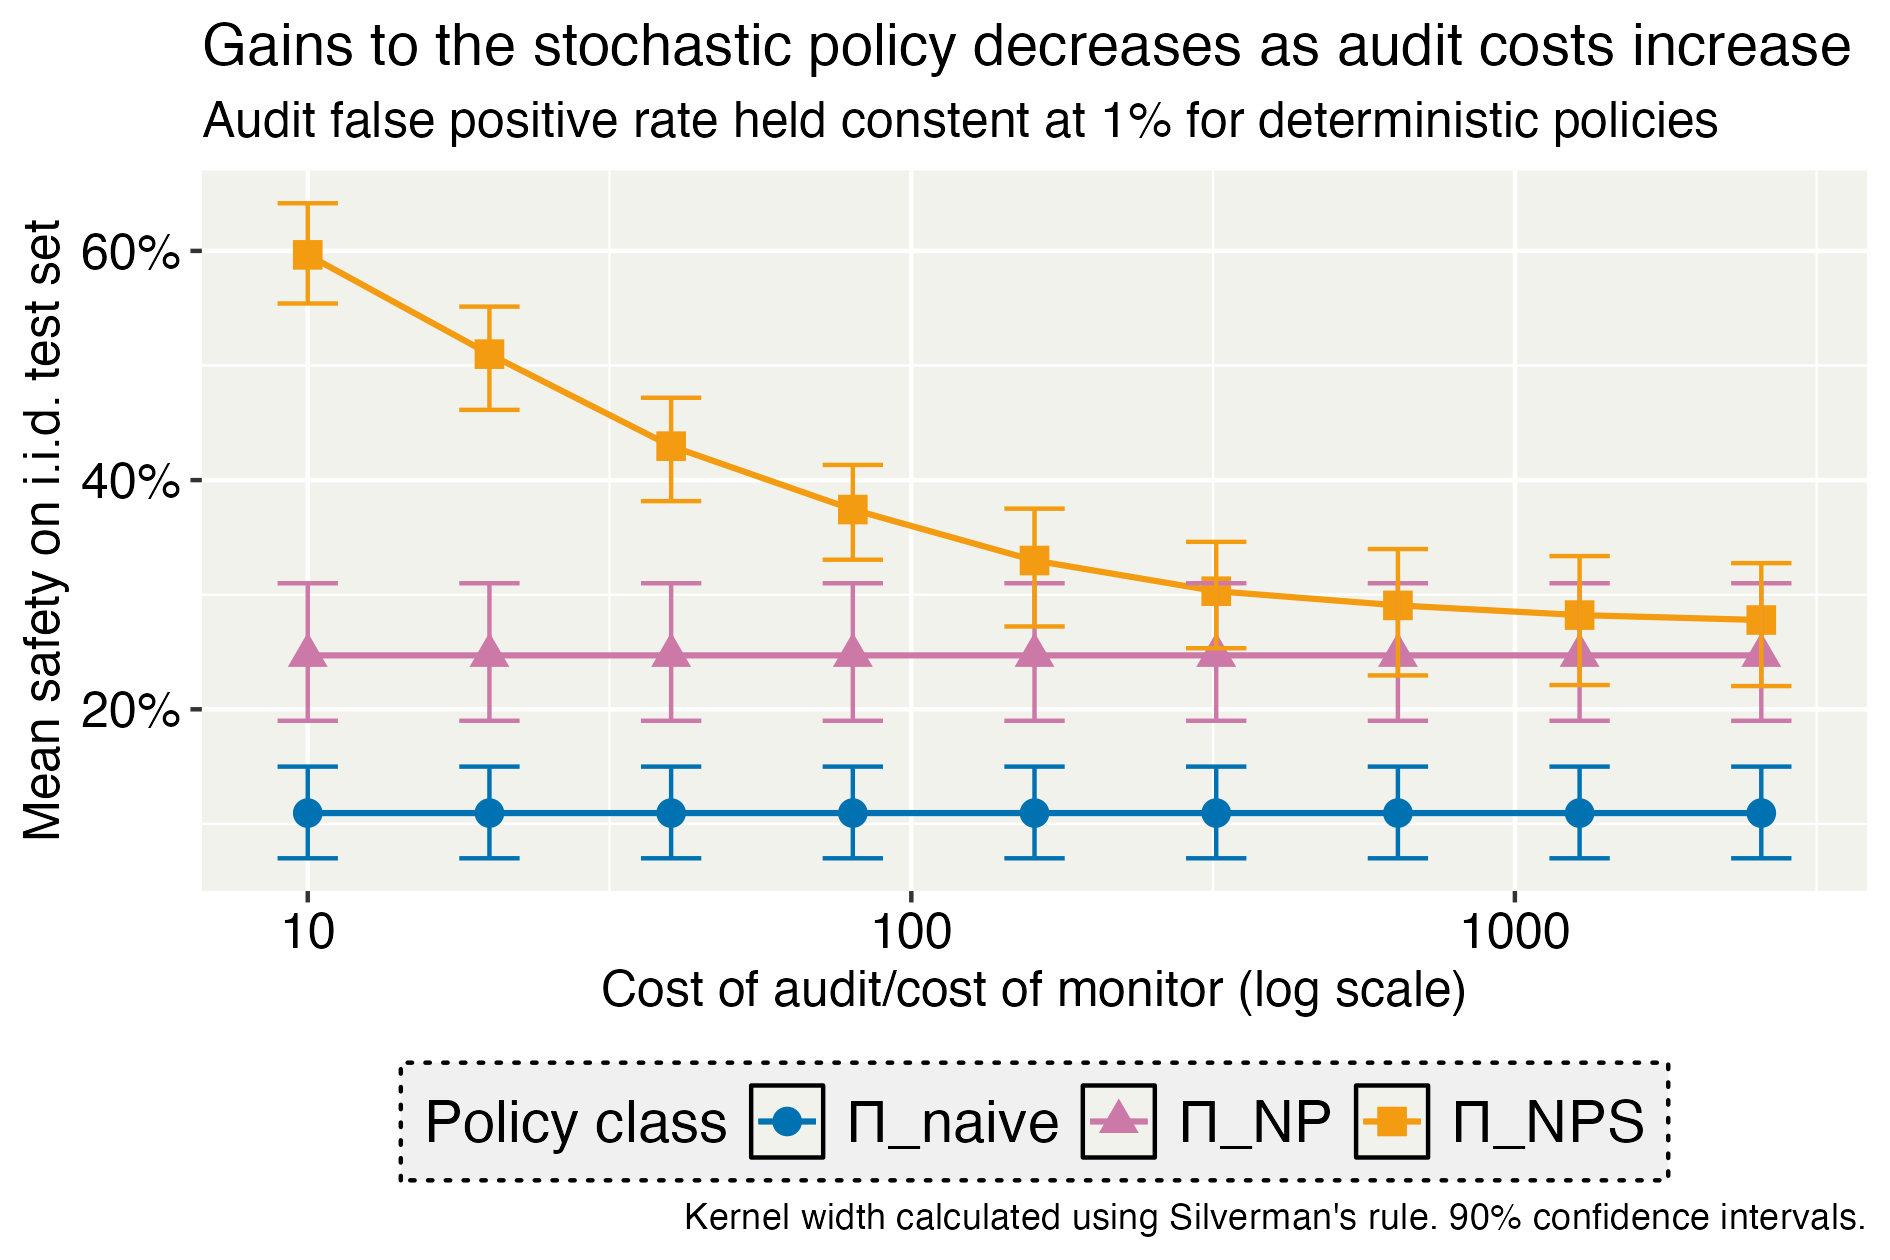 Gains to the stochastic policy decreases as audit costs increase
Audit false positive rate held constent at 1% for deterministic policies
Mean safety on i.i.d. test set
60%
40%
20%
10
100
1000
Cost of audit/cost of monitor (log scale)
Policy class Π_naive Π_NP Π_NPS
Kernel width calculated using Silverman's rule. 90% confidence intervals.